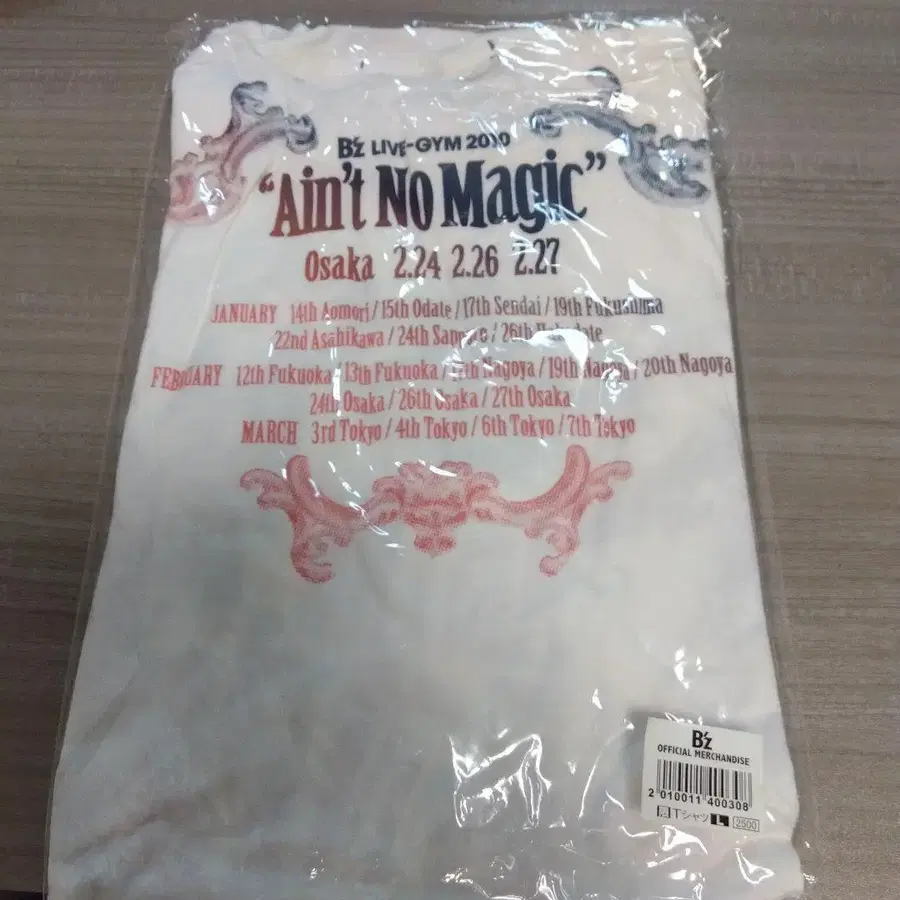 B'z LIVE-GYM 2010
"Ain't No Magic"
Osaka 2.24 2.26 2.27
JANUARY 14th Aomori / 15th Odate / 17th Sendai / 19th Fukushima
22nd Asahikawa / 24th Sapporo / 26th Hakodate
FEBRUARY 12th Fukuoka / 13th Fukuoka / 17th Nagoya / 19th Nagoya / 20th Nagoya
24th Osaka / 26th Osaka / 27th Osaka
MARCH 3rd Tokyo / 4th Tokyo / 6th Tokyo / 7th Tokyo
B'z
OFFICIAL MERCHANDISE
2 010011 400308
Tシャツ L 2500